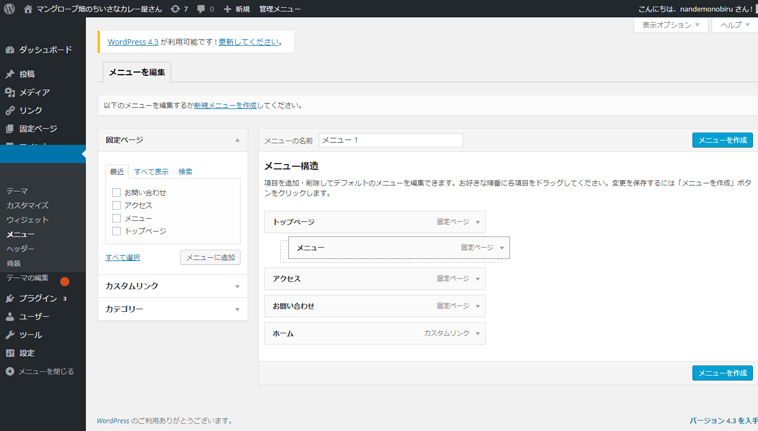 マングローブ畑のちいさなカレー屋さん 7 0 新規 管理メニュー こんにちは、nandemonobiru さん !
表示オプション ヘルプ
WordPress 4.3 が利用可能です ! 更新してください。
メニューを編集
以下のメニューを編集するか新規メニューを作成してください。
ダッシュボード
投稿
メディア
リンク
固定ページ
テーマ
カスタマイズ
ウィジェット
メニュー
ヘッダー
背景
テーマの編集
プラグイン 3
ユーザー
ツール
設定
メニューを閉じる
固定ページ
最近 すべて表示 検索
お問い合わせ
アクセス
メニュー
トップページ
すべて選択 メニューに追加
カスタムリンク
カテゴリー
メニューの名前 メニュー 1 メニューを作成
メニュー構造
項目を追加・削除してデフォルトのメニューを編集できます。お好きな順番に各項目をドラッグしてください。変更を保存するには「メニューを作成」ボタ
ンをクリックします。
トップページ 固定ページ
メニュー 固定ページ
アクセス 固定ページ
お問い合わせ 固定ページ
ホーム カスタムリンク
メニューを作成
WordPress のご利用ありがとうございます。 バージョン 4.3 を入手